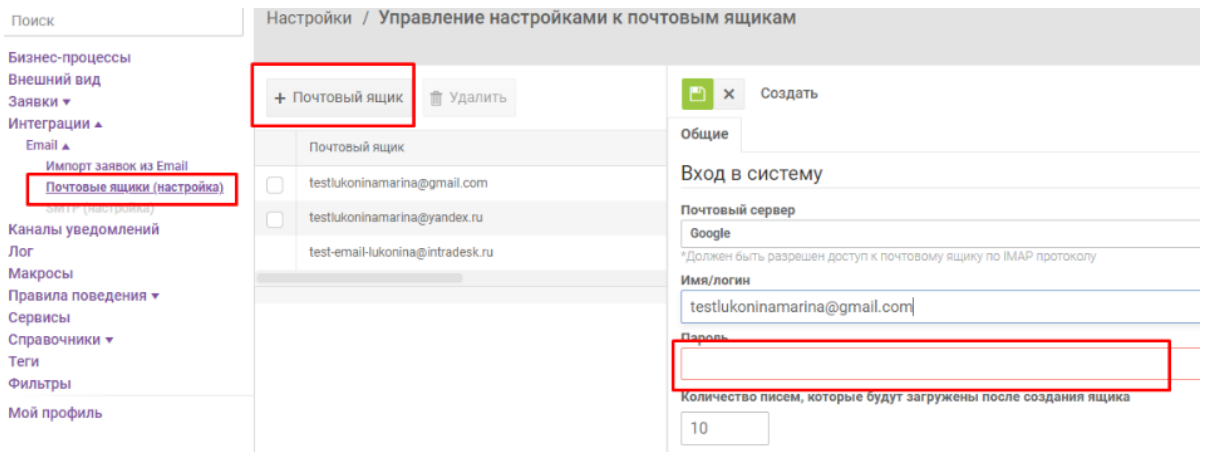 Поиск
Бизнес-процессы
Внешний вид
Заявки ▾
Интеграции ▴
Email ▴
Импорт заявок из Email
Почтовые ящики (настройка)
SMTP (настройка)
Каналы уведомлений
Лог
Макросы
Правила поведения ▾
Сервисы
Справочники ▾
Теги
Фильтры
Мой профиль
Настройки / Управление настройками к почтовым ящикам
+ Почтовый ящик Удалить
Почтовый ящик
testlukoninamarina@gmail.com
testlukoninamarina@yandex.ru
test-email-lukonina@intradesk.ru
× Создать
Общие
Вход в систему
Почтовый сервер
Google
*Должен быть разрешен доступ к почтовому ящику по IMAP протоколу
Имя/логин
testlukoninamarina@gmail.com
Пароль
Количество писем, которые будут загружены после создания ящика
10